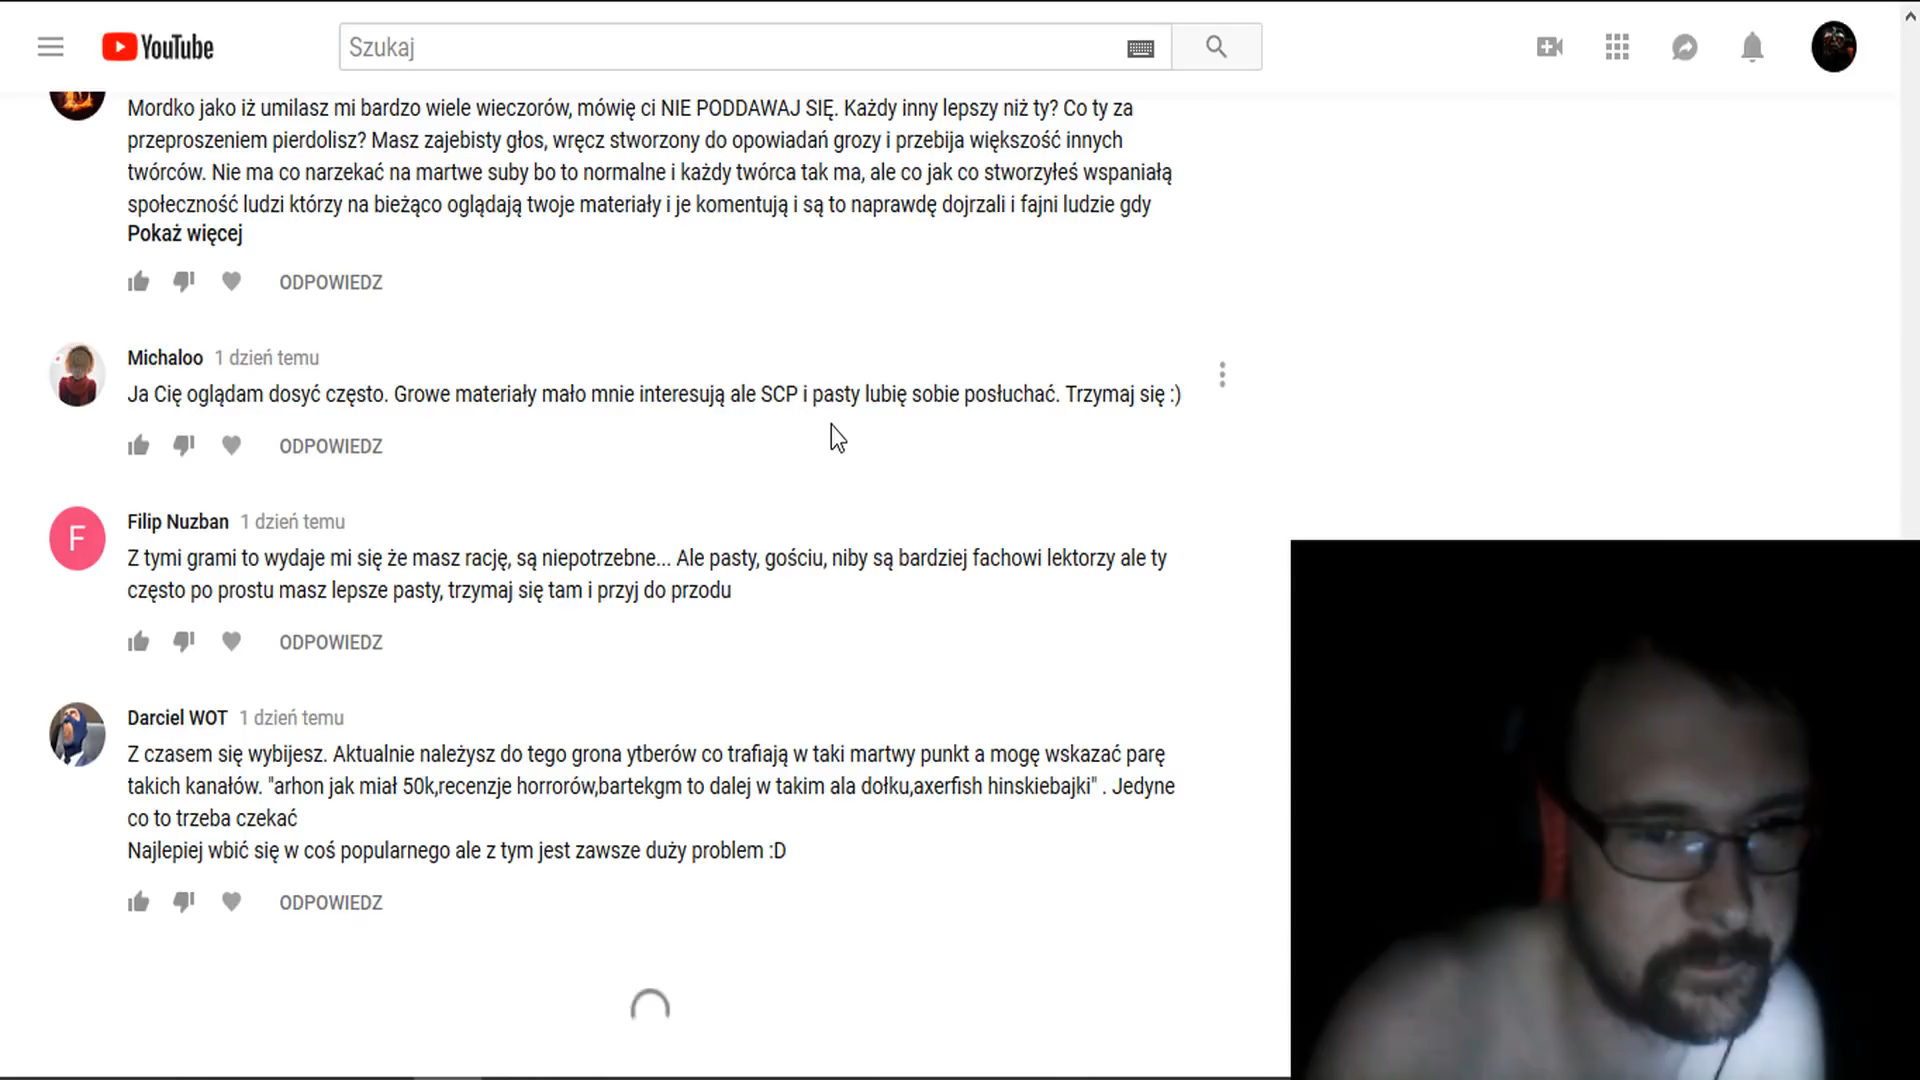 YouTube
Szukaj
Mordko jako iż umilasz mi bardzo wiele wieczorów, mówię ci NIE PODDAWAJ SIĘ. Każdy inny lepszy niż ty? Co ty za
przeproszeniem pierdolisz? Masz zajebisty głos, wręcz stworzony do opowiadań grozy i przebija większość innych
twórców. Nie ma co narzekać na martwe suby bo to normalne i każdy twórca tak ma, ale co jak co stworzyłeś wspaniałą
społeczność ludzi którzy na bieżąco oglądają twoje materiały i je komentują i są to naprawdę dojrzali i fajni ludzie gdy
Pokaż więcej
ODPOWIEDZ
Michaloo 1 dzień temu
Ja Cię oglądam dosyć często. Growe materiały mało mnie interesują ale SCP i pasty lubię sobie posłuchać. Trzymaj się :)
ODPOWIEDZ
F
Filip Nuzban 1 dzień temu
Z tymi grami to wydaje mi się że masz rację, są niepotrzebne... Ale pasty, gościu, niby są bardziej fachowi lektorzy ale ty
często po prostu masz lepsze pasty, trzymaj się tam i przyj do przodu
ODPOWIEDZ
Darciel WOT 1 dzień temu
Z czasem się wybijesz. Aktualnie należysz do tego grona ytberów co trafiają w taki martwy punkt a mogę wskazać parę
takich kanałów. "arhon jak miał 50k,recenzje horrorów,bartekgm to dalej w takim ala dołku,axerfish hinskiebajki" . Jedyne
co to trzeba czekać
Najlepiej wbić się w coś popularnego ale z tym jest zawsze duży problem :D
ODPOWIEDZ